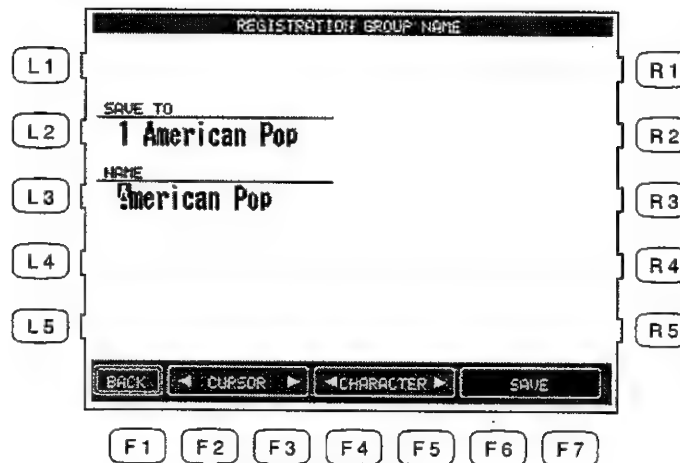 REGISTRATION GROUP NAME
L1 R1
SAVE TO
L2 1 American Pop R2
NAME
L3 American Pop R3
L4 R4
L5 R5
BACK ◄ CURSOR ► ◄CHARACTER► SAVE
F1 F2 F3 F4 F5 F6 F7